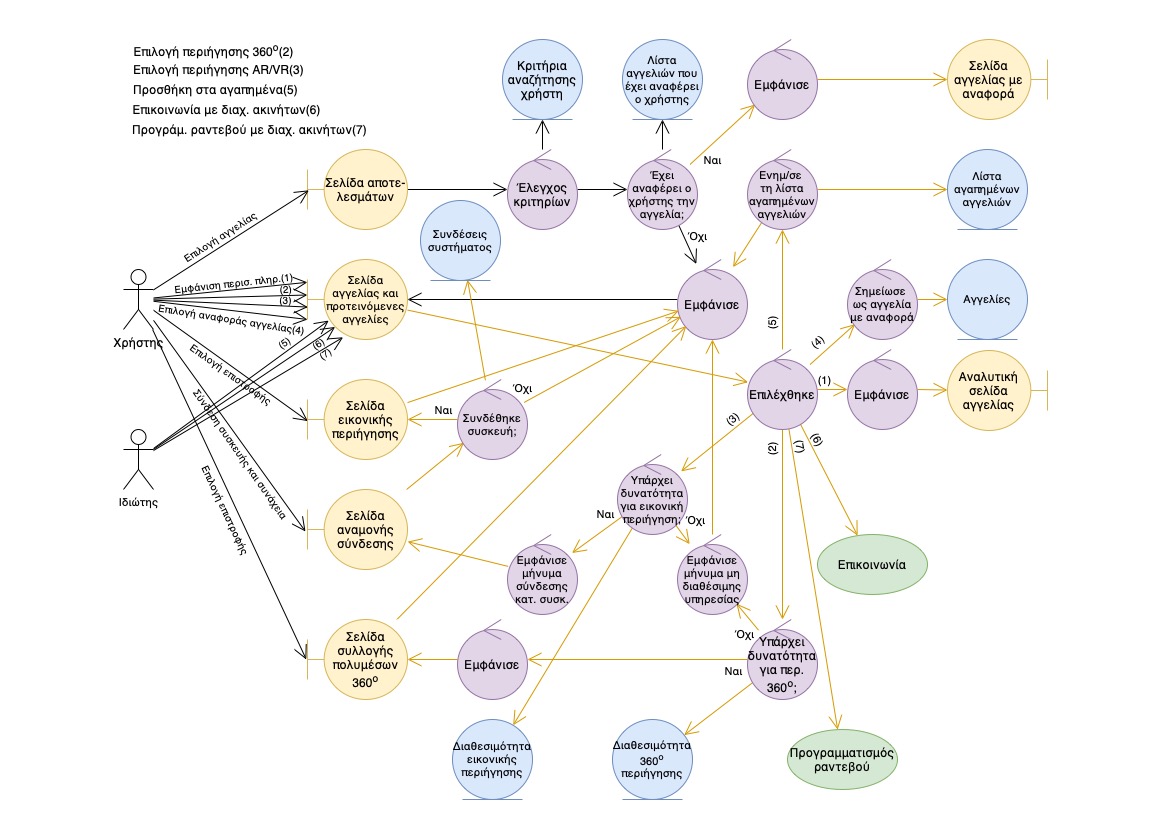 Επιλογή περιήγησης 360º(2)
Επιλογή περιήγησης AR/VR(3)
Προσθήκη στα αγαπημένα(5)
Επικοινωνία με διαχ. ακινήτων(6)
Προγράμ. ραντεβού με διαχ. ακινήτων(7)
Κριτήρια
αναζήτησης
χρήστη
Λίστα
αγγελιών που
έχει αναφέρει
ο χρήστης
Εμφάνισε
Σελίδα
αγγελίας με
αναφορά
Ναι
Σελίδα αποτε-
λεσμάτων
Έλεγχος
κριτηρίων
Έχει
αναφέρει ο
χρήστης την
αγγελία;
Ενημ/σε
τη λίστα
αγαπημένων
αγγελιών
Λίστα
αγαπημένων
αγγελιών
Επιλογή αγγελίας
Συνδέσεις
συστήματος
Όχι
Εμφάνιση περισ. πληρ.(1)
(2)
(3)
Επιλογή αναφοράς αγγελίας(4)
Σελίδα
αγγελίας και
προτεινόμενες
αγγελίες
Εμφάνισε
Σημείωσε
ως αγγελία
με αναφορά
Αγγελίες
Χρήστης
(5)
(6)
(7)
(5)
(4)
Επιλογή επιστροφής
Σύνδεση συσκευής και συνάχεια
Επιλογή επιστροφής
Σελίδα
εικονικής
περιήγησης
Ναι
Όχι
Συνδέθηκε
συσκευή;
Επιλέχθηκε
(1)
Εμφάνισε
Αναλυτική
σελίδα
αγγελίας
(3)
(2)
(7)
(6)
Ιδιώτης
Σελίδα
αναμονής
σύνδεσης
Υπάρχει
δυνατότητα
για εικονική
περιήγηση;
Ναι
Όχι
Εμφάνισε
μήνυμα
σύνδεσης
κατ. συσκ.
Εμφάνισε
μήνυμα μη
διαθέσιμης
υπηρεσίας
Επικοινωνία
Σελίδα
συλλογής
πολυμέσων
360º
Εμφάνισε
Όχι
Ναι
Υπάρχει
δυνατότητα
για περ.
360º;
Διαθεσιμότητα
εικονικής
περιήγησης
Διαθεσιμότητα
360º
περιήγησης
Προγραμματισμός
ραντεβού